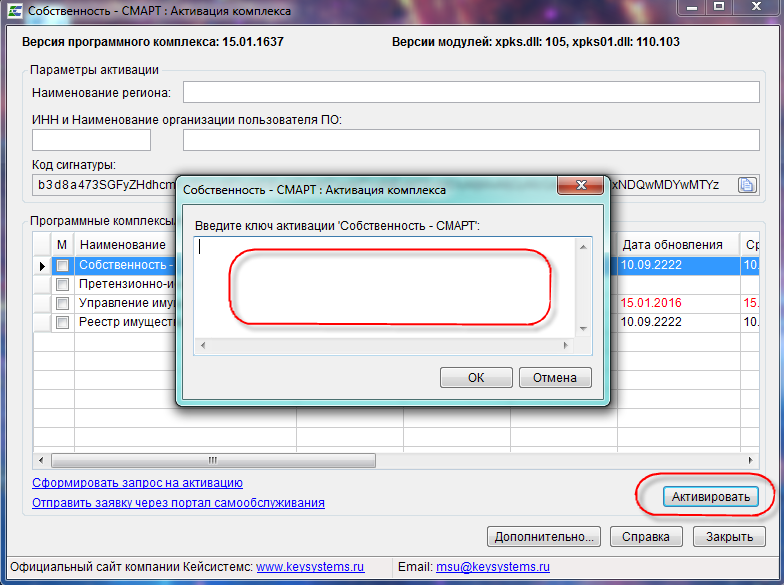 Собственность - СМАРТ : Активация комплекса
Версия программного комплекса: 15.01.1637 Версии модулей: xpks.dll: 105, xpks01.dll: 110.103
Параметры активации
Наименование региона:
ИНН и Наименование организации пользователя ПО:
Код сигнатуры:
b3d8a473SGFyZHdhcm xNDQwMDYwMTYz
Собственность - СМАРТ : Активация комплекса
Введите ключ активации 'Собственность - СМАРТ':
ОК Отмена
Программные комплексы
М Наименование Дата обновления Ср
Собственность - 10.09.2222 10.
Претензионно-и
Управление иму 15.01.2016 15.
Реестр имуществ 10.09.2222 10.
Сформировать запрос на активацию
Отправить заявку через портал самообслуживания
Активировать
Дополнительно... Справка Закрыть
Официальный сайт компании Кейсистемс: www.keysystems.ru Email: msu@keysystems.ru